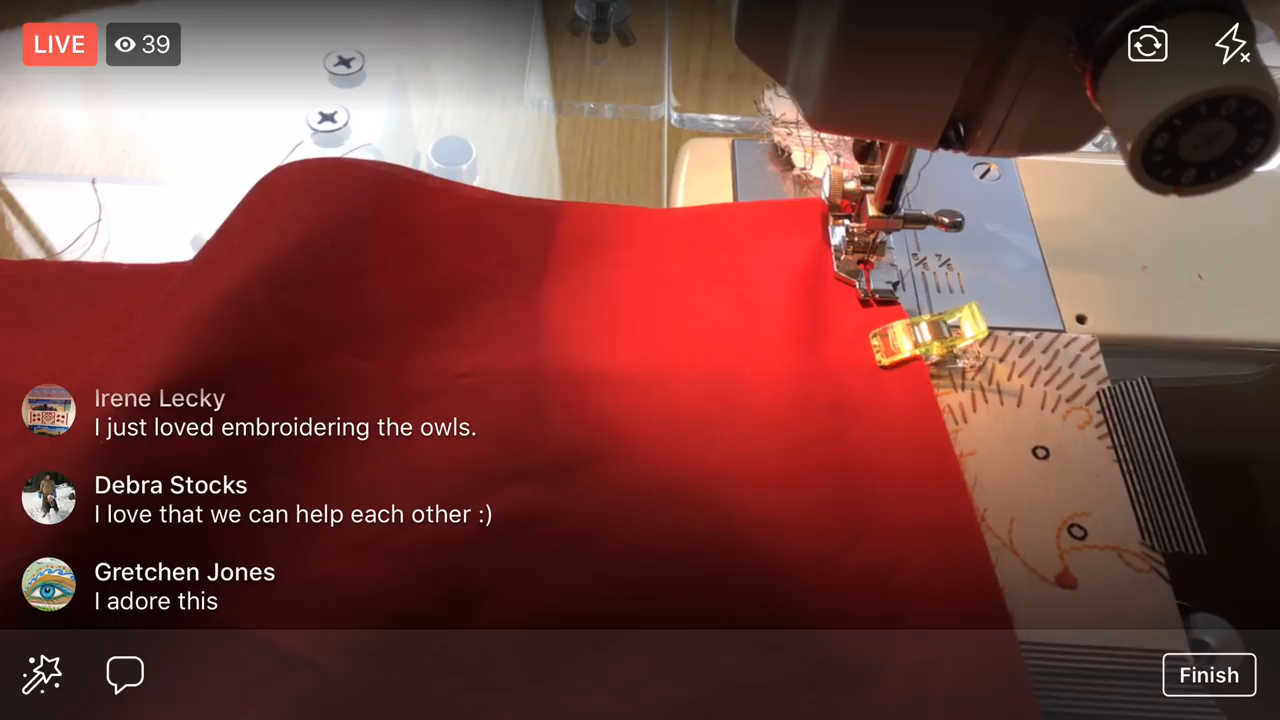 LIVE
39
Irene Lecky
I just loved embroidering the owls.
Debra Stocks
I love that we can help each other :)
Gretchen Jones
I adore this
Finish